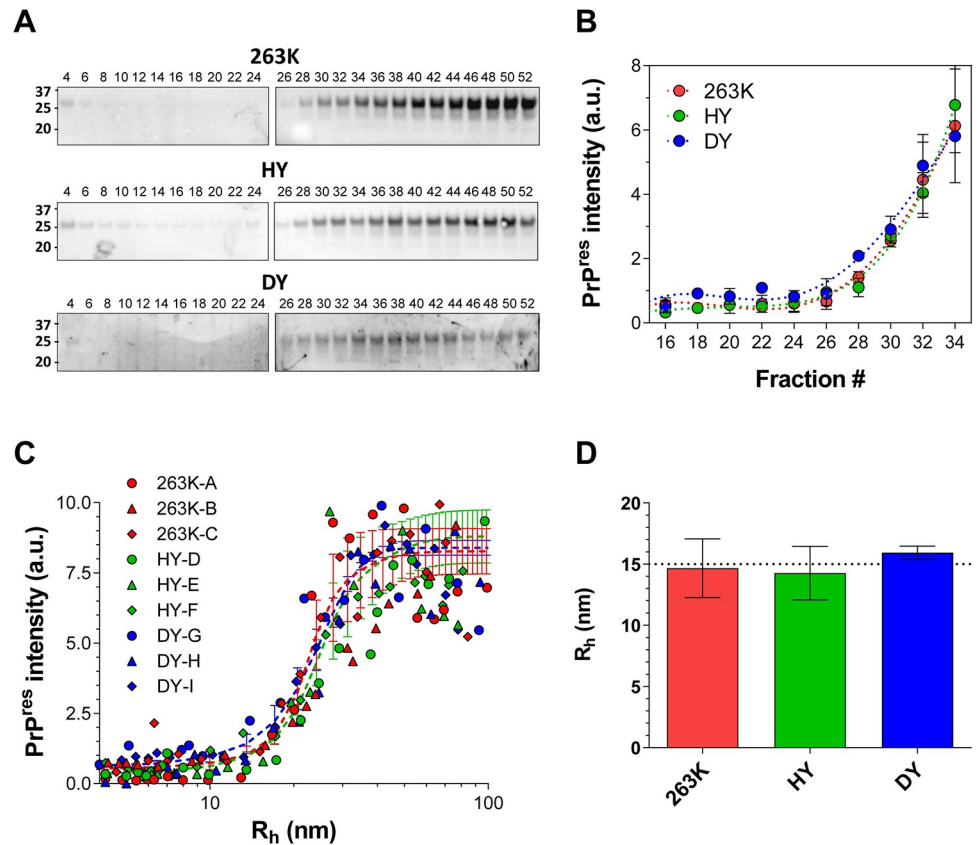 A
263K
4 6 8 10 12 14 16 18 20 22 24 26 28 30 32 34 36 38 40 42 44 46 48 50 52
37
25
20
HY
4 6 8 10 12 14 16 18 20 22 24 26 28 30 32 34 36 38 40 42 44 46 48 50 52
37
25
20
DY
4 6 8 10 12 14 16 18 20 22 24 26 28 30 32 34 36 38 40 42 44 46 48 50 52
37
25
20
B
PrPres intensity (a.u.)
8
6
4
2
0
263K
HY
DY
16 18 20 22 24 26 28 30 32 34
Fraction #
C
PrPres intensity (a.u.)
10.0
7.5
5.0
2.5
0.0
263K-A
263K-B
263K-C
HY-D
HY-E
HY-F
DY-G
DY-H
DY-I
10 100
Rh (nm)
D
Rh (nm)
20
15
10
5
0
263K HY DY